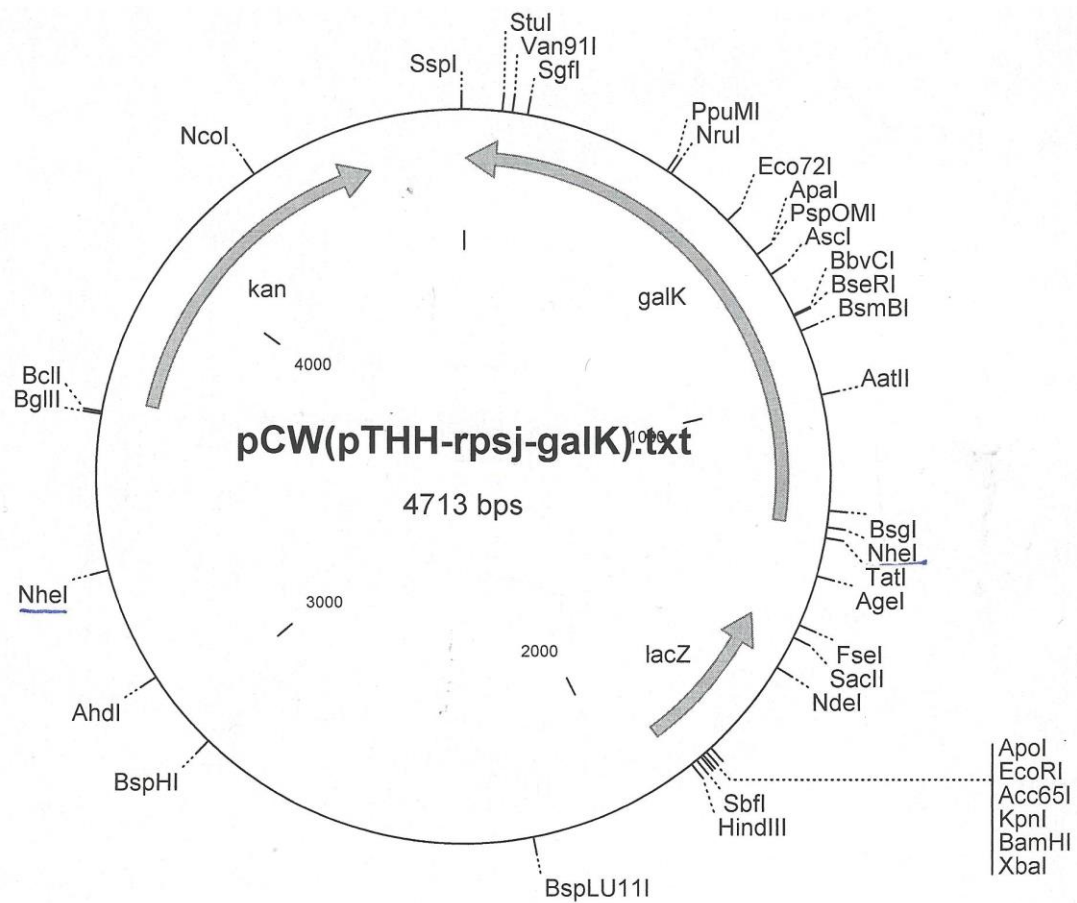 StuI
Van91I
SspI
SgfI
NcoI
PpuMI
NruI
Eco72I
ApaI
PspOMI
AscI
BbvCI
BseRI
BsmBI
kan
galK
4000
BclI
BglII
AatII
pCW(pTHH-rpsj-galK).txt
1000
4713 bps
BsgI
NheI
TatI
AgeI
NheI
3000
2000
lacZ
FseI
SacII
NdeI
AhdI
BspHI
ApoI
EcoRI
Acc65I
KpnI
BamHI
XbaI
SbfI
HindIII
BspLU11I